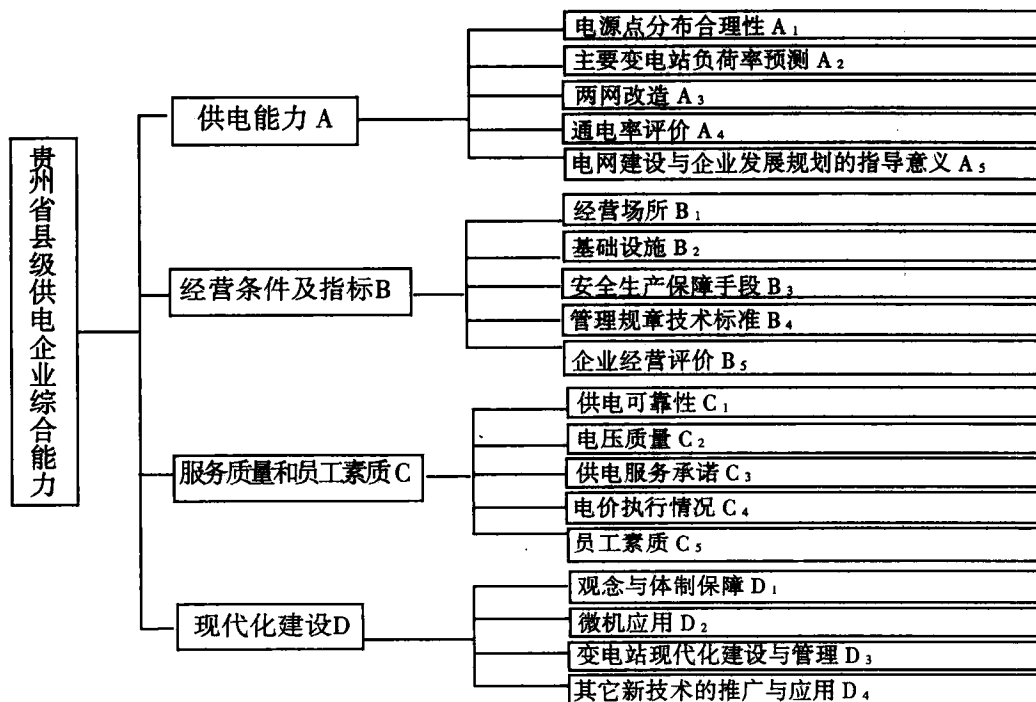 贵州省县级供电企业综合能力
供电能力 A
电源点分布合理性 A₁
主要变电站负荷率预测 A₂
两网改造 A₃
通电率评价 A₄
电网建设与企业发展规划的指导意义 A₅
经营条件及指标B
经营场所 B₁
基础设施 B₂
安全生产保障手段 B₃
管理规章技术标准 B₄
企业经营评价 B₅
服务质量和员工素质 C
供电可靠性 C₁
电压质量 C₂
供电服务承诺 C₃
电价执行情况 C₄
员工素质 C₅
现代化建设D
观念与体制保障 D₁
微机应用 D₂
变电站现代化建设与管理 D₃
其它新技术的推广与应用 D₄